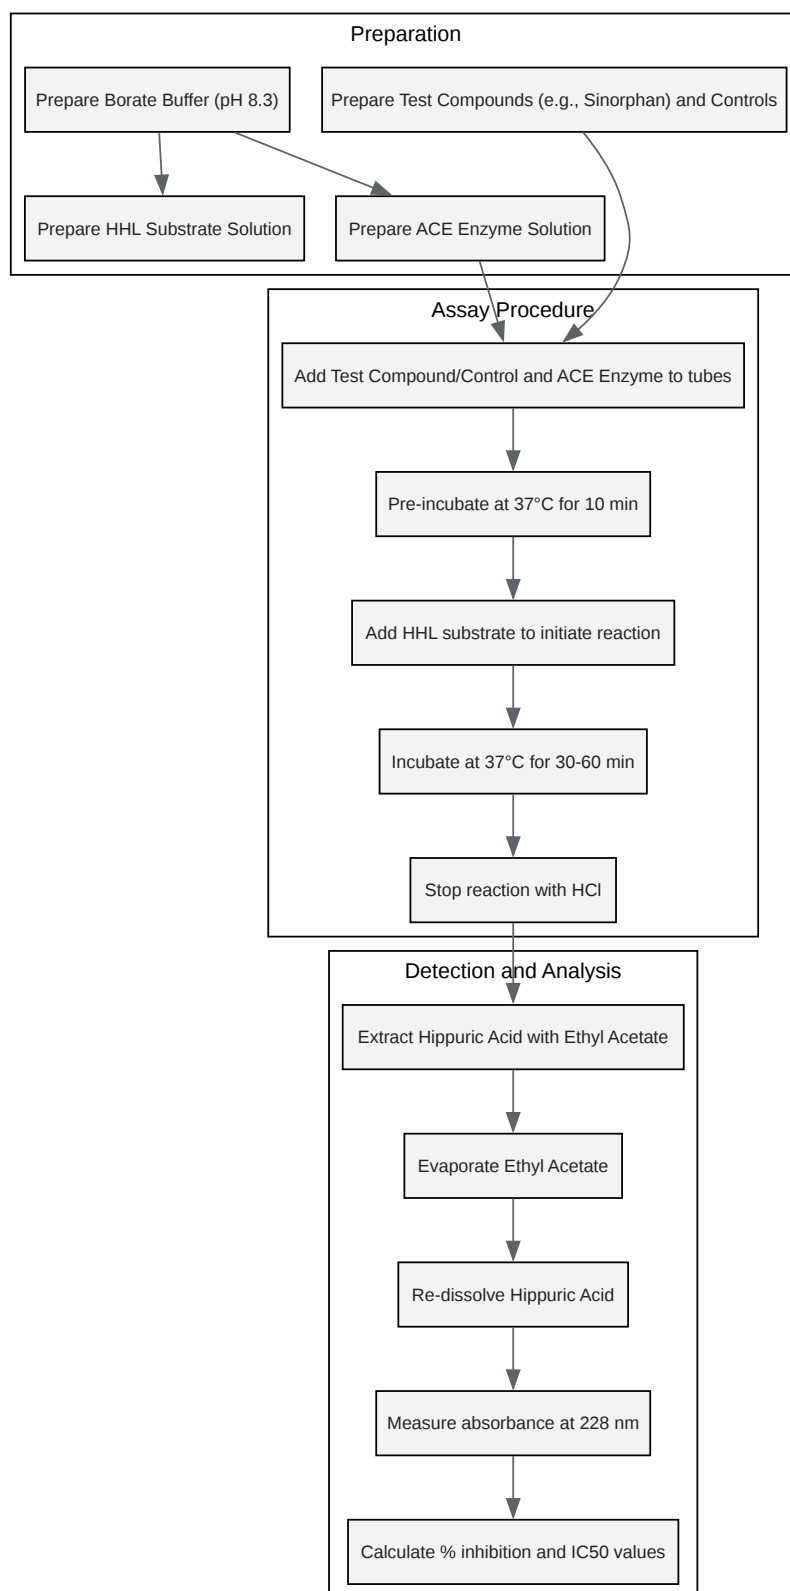 Preparation
Prepare Borate Buffer (pH 8.3)
Prepare Test Compounds (e.g., Sinorphan) and Controls
Prepare HHL Substrate Solution
Prepare ACE Enzyme Solution
Assay Procedure
Add Test Compound/Control and ACE Enzyme to tubes
Pre-incubate at 37°C for 10 min
Add HHL substrate to initiate reaction
Incubate at 37°C for 30-60 min
Stop reaction with HCl
Detection and Analysis
Extract Hippuric Acid with Ethyl Acetate
Evaporate Ethyl Acetate
Re-dissolve Hippuric Acid
Measure absorbance at 228 nm
Calculate % inhibition and IC50 values